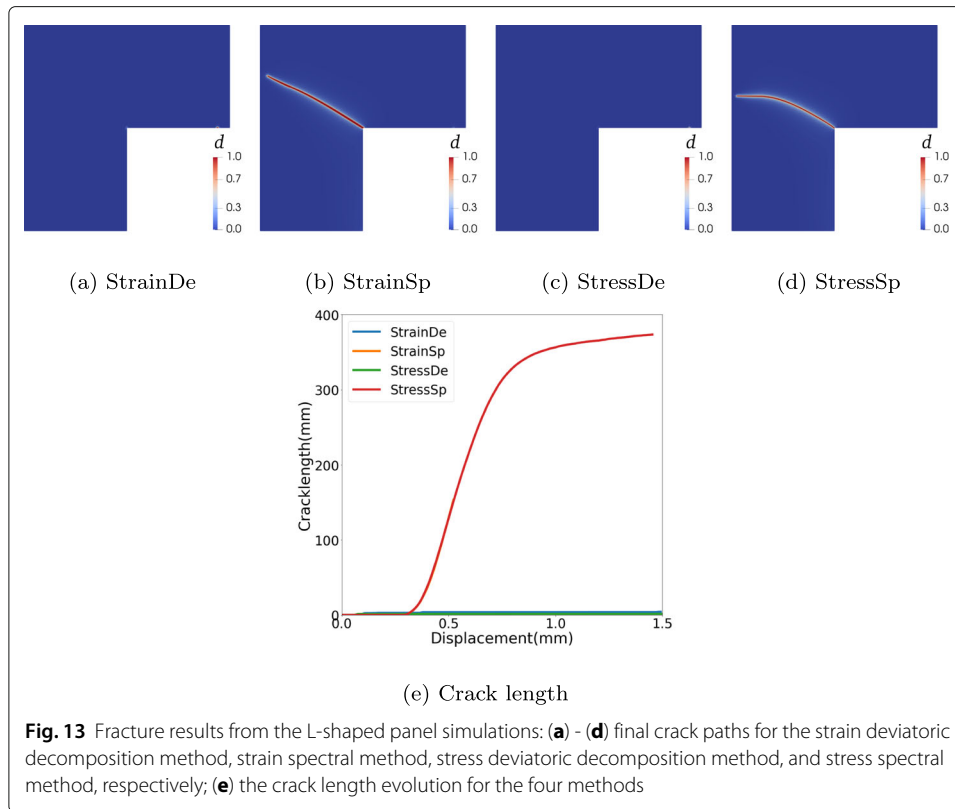 d
1.0
0.7
0.3
0.0
d
1.0
0.7
0.3
0.0
d
1.0
0.7
0.3
0.0
d
1.0
0.7
0.3
0.0
(a) StrainDe
(b) StrainSp
(c) StressDe
(d) StressSp
400
300
200
100
0
Cracklength(mm)
StrainDe
StrainSp
StressDe
StressSp
0.0
0.5
1.0
1.5
Displacement(mm)
(e) Crack length
Fig. 13 Fracture results from the L-shaped panel simulations: (a) - (d) final crack paths for the strain deviatoric
decomposition method, strain spectral method, stress deviatoric decomposition method, and stress spectral
method, respectively; (e) the crack length evolution for the four methods